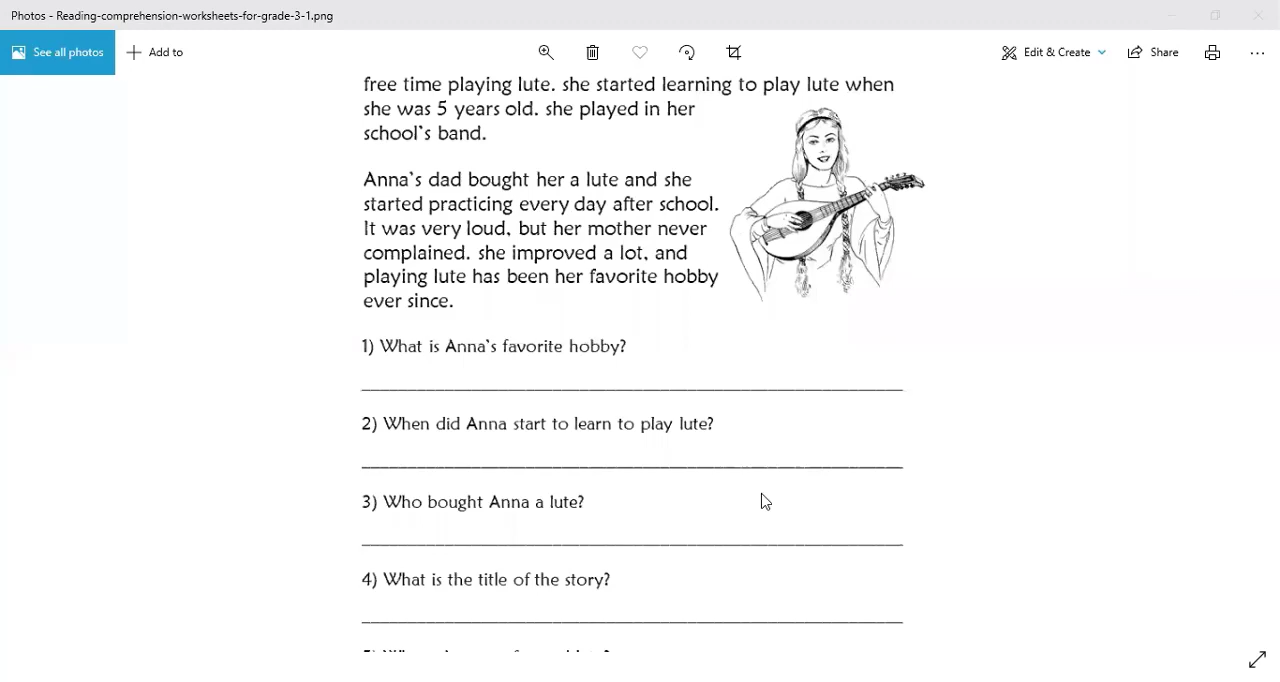 Photos - Reading-comprehension-worksheets-for-grade-3-1.png
See all photos
Add to
Edit & Create
Share
free time playing lute. she started learning to play lute when
she was 5 years old. she played in her
school's band.
Anna's dad bought her a lute and she
started practicing every day after school.
It was very loud, but her mother never
complained. she improved a lot, and
playing lute has been her favorite hobby
ever since.
1) What is Anna's favorite hobby?
2) When did Anna start to learn to play lute?
3) Who bought Anna a lute?
4) What is the title of the story?